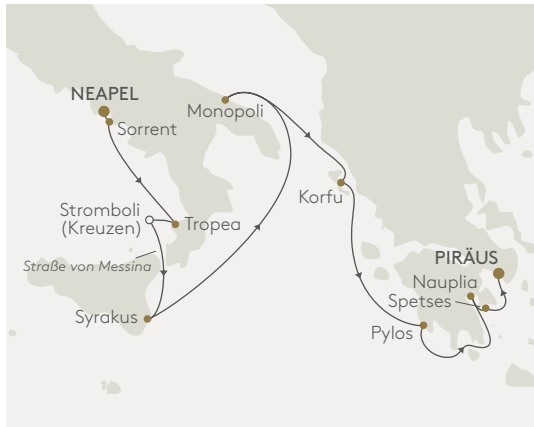 NEAPEL
Sorrent
Monopoli
Korfu
Stromboli
(Kreuzen)
Tropea
Straße von Messina
Syrakus
PIRÄUS
Nauplia
Spetses
Pylos